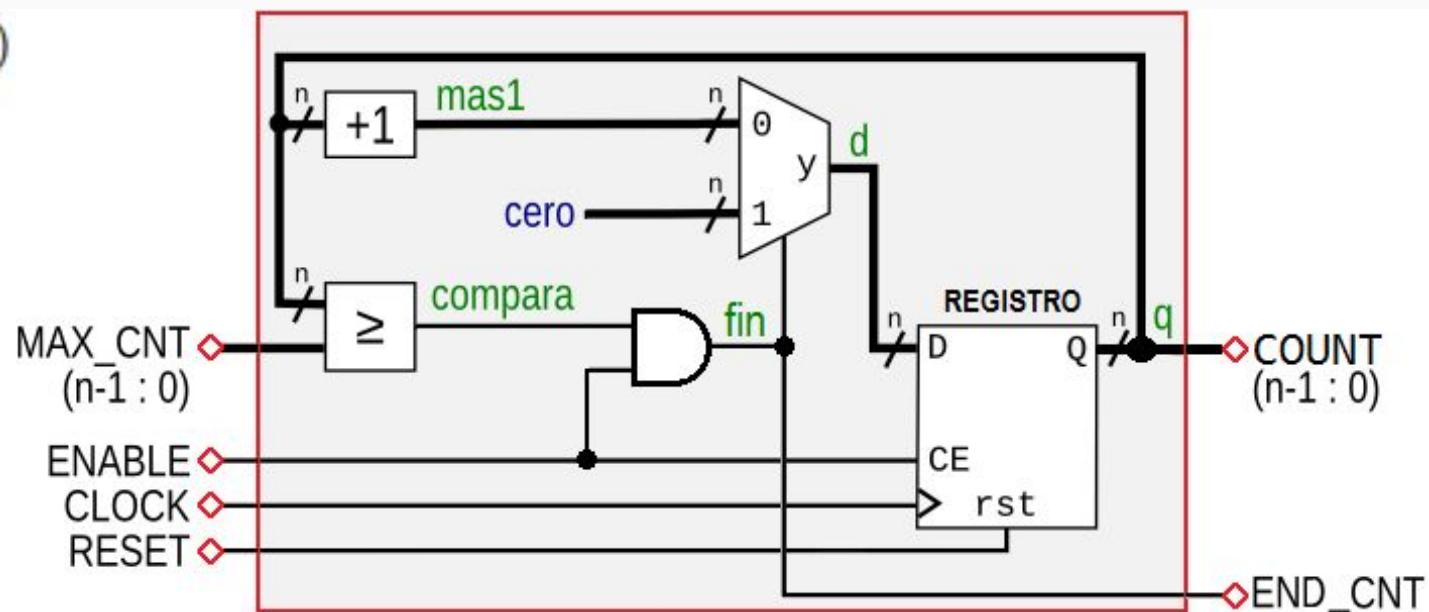 )
n
+1
mas1
n
0
y
d
n
cero
1
n
≥
compara
fin
REGISTRO
n
D
Q
n
q
MAX_CNT
(n-1 : 0)
COUNT
(n-1 : 0)
ENABLE
CE
CLOCK
rst
RESET
END_CNT